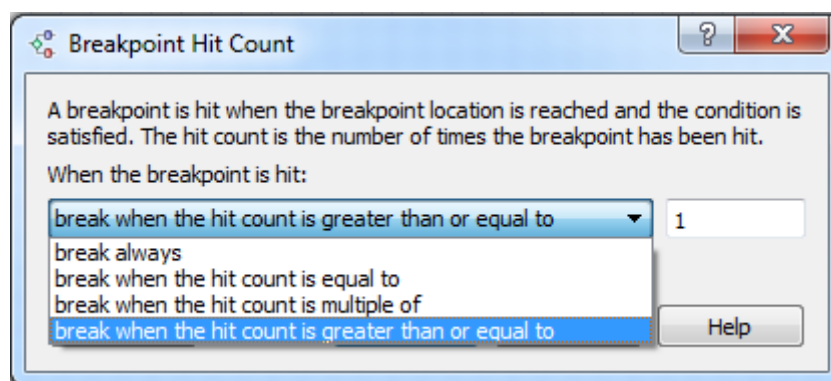 Breakpoint Hit Count
A breakpoint is hit when the breakpoint location is reached and the condition is
satisfied. The hit count is the number of times the breakpoint has been hit.
When the breakpoint is hit:
break when the hit count is greater than or equal to 1
break always
break when the hit count is equal to
break when the hit count is multiple of
break when the hit count is greater than or equal to
Help